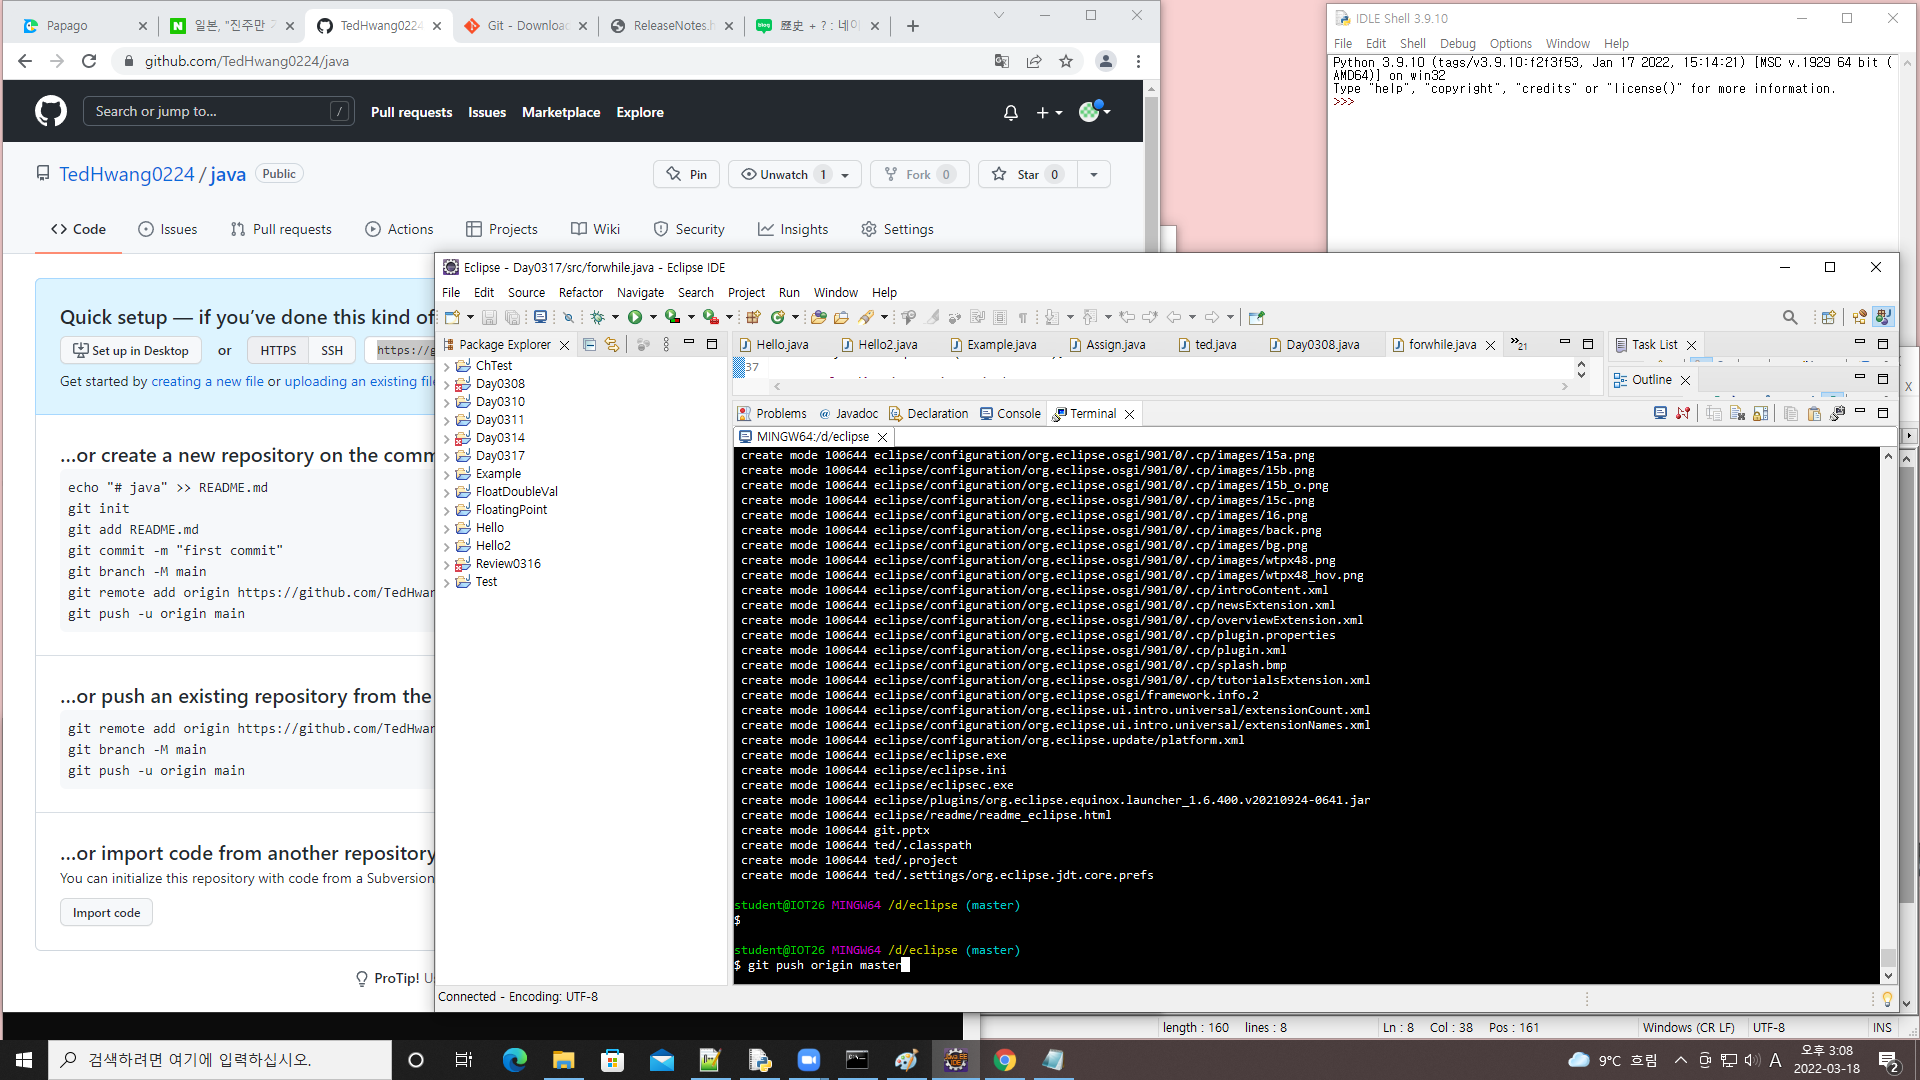 Papago
일본, "진주만
TedHwang0224
Git - Downloac
ReleaseNotes.h
歷史 + ? : 네이
github.com/TedHwang0224/java
Search or jump to...
/
Pull requests
Issues
Marketplace
Explore
TedHwang0224 / java
Public
Pin
Unwatch 1
Fork 0
Star 0
Code
Issues
Pull requests
Actions
Projects
Wiki
Security
Insights
Settings
Quick setup — if you've done this kind of
Set up in Desktop
or
HTTPS
SSH
https://g
Get started by creating a new file or uploading an existing file
...or create a new repository on the comm
echo "# java" >> README.md
git init
git add README.md
git commit -m "first commit"
git branch -M main
git remote add origin https://github.com/TedHwan
git push -u origin main
...or push an existing repository from the
git remote add origin https://github.com/TedHwan
git branch -M main
git push -u origin main
...or import code from another repository
You can initialize this repository with code from a Subversion
Import code
ProTip! U
IDLE Shell 3.9.10
File Edit Shell Debug Options Window Help
Python 3.9.10 (tags/v3.9.10:f2f3f53, Jan 17 2022, 15:14:21) [MSC v.1929 64 bit (
AMD64)] on win32
Type "help", "copyright", "credits" or "license()" for more information.
>>>
Eclipse - Day0317/src/forwhile.java - Eclipse IDE
File Edit Source Refactor Navigate Search Project Run Window Help
Package Explorer
ChTest
Day0308
Day0310
Day0311
Day0314
Day0317
Example
FloatDoubleVal
FloatingPoint
Hello
Hello2
Review0316
Test
Hello.java
Hello2.java
Example.java
Assign.java
ted.java
Day0308.java
forwhile.java
»21
37
Task List
Outline
Problems
Javadoc
Declaration
Console
Terminal
MINGW64:/d/eclipse
create mode 100644 eclipse/configuration/org.eclipse.osgi/901/0/.cp/images/15a.png
create mode 100644 eclipse/configuration/org.eclipse.osgi/901/0/.cp/images/15b.png
create mode 100644 eclipse/configuration/org.eclipse.osgi/901/0/.cp/images/15b_o.png
create mode 100644 eclipse/configuration/org.eclipse.osgi/901/0/.cp/images/15c.png
create mode 100644 eclipse/configuration/org.eclipse.osgi/901/0/.cp/images/16.png
create mode 100644 eclipse/configuration/org.eclipse.osgi/901/0/.cp/images/back.png
create mode 100644 eclipse/configuration/org.eclipse.osgi/901/0/.cp/images/bg.png
create mode 100644 eclipse/configuration/org.eclipse.osgi/901/0/.cp/images/wtpx48.png
create mode 100644 eclipse/configuration/org.eclipse.osgi/901/0/.cp/images/wtpx48_hov.png
create mode 100644 eclipse/configuration/org.eclipse.osgi/901/0/.cp/introContent.xml
create mode 100644 eclipse/configuration/org.eclipse.osgi/901/0/.cp/newsExtension.xml
create mode 100644 eclipse/configuration/org.eclipse.osgi/901/0/.cp/overviewExtension.xml
create mode 100644 eclipse/configuration/org.eclipse.osgi/901/0/.cp/plugin.properties
create mode 100644 eclipse/configuration/org.eclipse.osgi/901/0/.cp/plugin.xml
create mode 100644 eclipse/configuration/org.eclipse.osgi/901/0/.cp/splash.bmp
create mode 100644 eclipse/configuration/org.eclipse.osgi/901/0/.cp/tutorialsExtension.xml
create mode 100644 eclipse/configuration/org.eclipse.osgi/framework.info.2
create mode 100644 eclipse/configuration/org.eclipse.ui.intro.universal/extensionCount.xml
create mode 100644 eclipse/configuration/org.eclipse.ui.intro.universal/extensionNames.xml
create mode 100644 eclipse/configuration/org.eclipse.update/platform.xml
create mode 100644 eclipse/eclipse.exe
create mode 100644 eclipse/eclipse.ini
create mode 100644 eclipse/eclipsec.exe
create mode 100644 eclipse/plugins/org.eclipse.equinox.launcher_1.6.400.v20210924-0641.jar
create mode 100644 eclipse/readme/readme_eclipse.html
create mode 100644 git.pptx
create mode 100644 ted/.classpath
create mode 100644 ted/.project
create mode 100644 ted/.settings/org.eclipse.jdt.core.prefs
student@IOT26 MINGW64 /d/eclipse (master)
$
student@IOT26 MINGW64 /d/eclipse (master)
$ git push origin master
Connected - Encoding: UTF-8
length : 160 lines : 8
Ln : 8 Col : 38 Pos : 161
Windows (CR LF)
UTF-8
INS
검색하려면 여기에 입력하십시오.
9°C 흐림
A
오후 3:08
2022-03-18
2